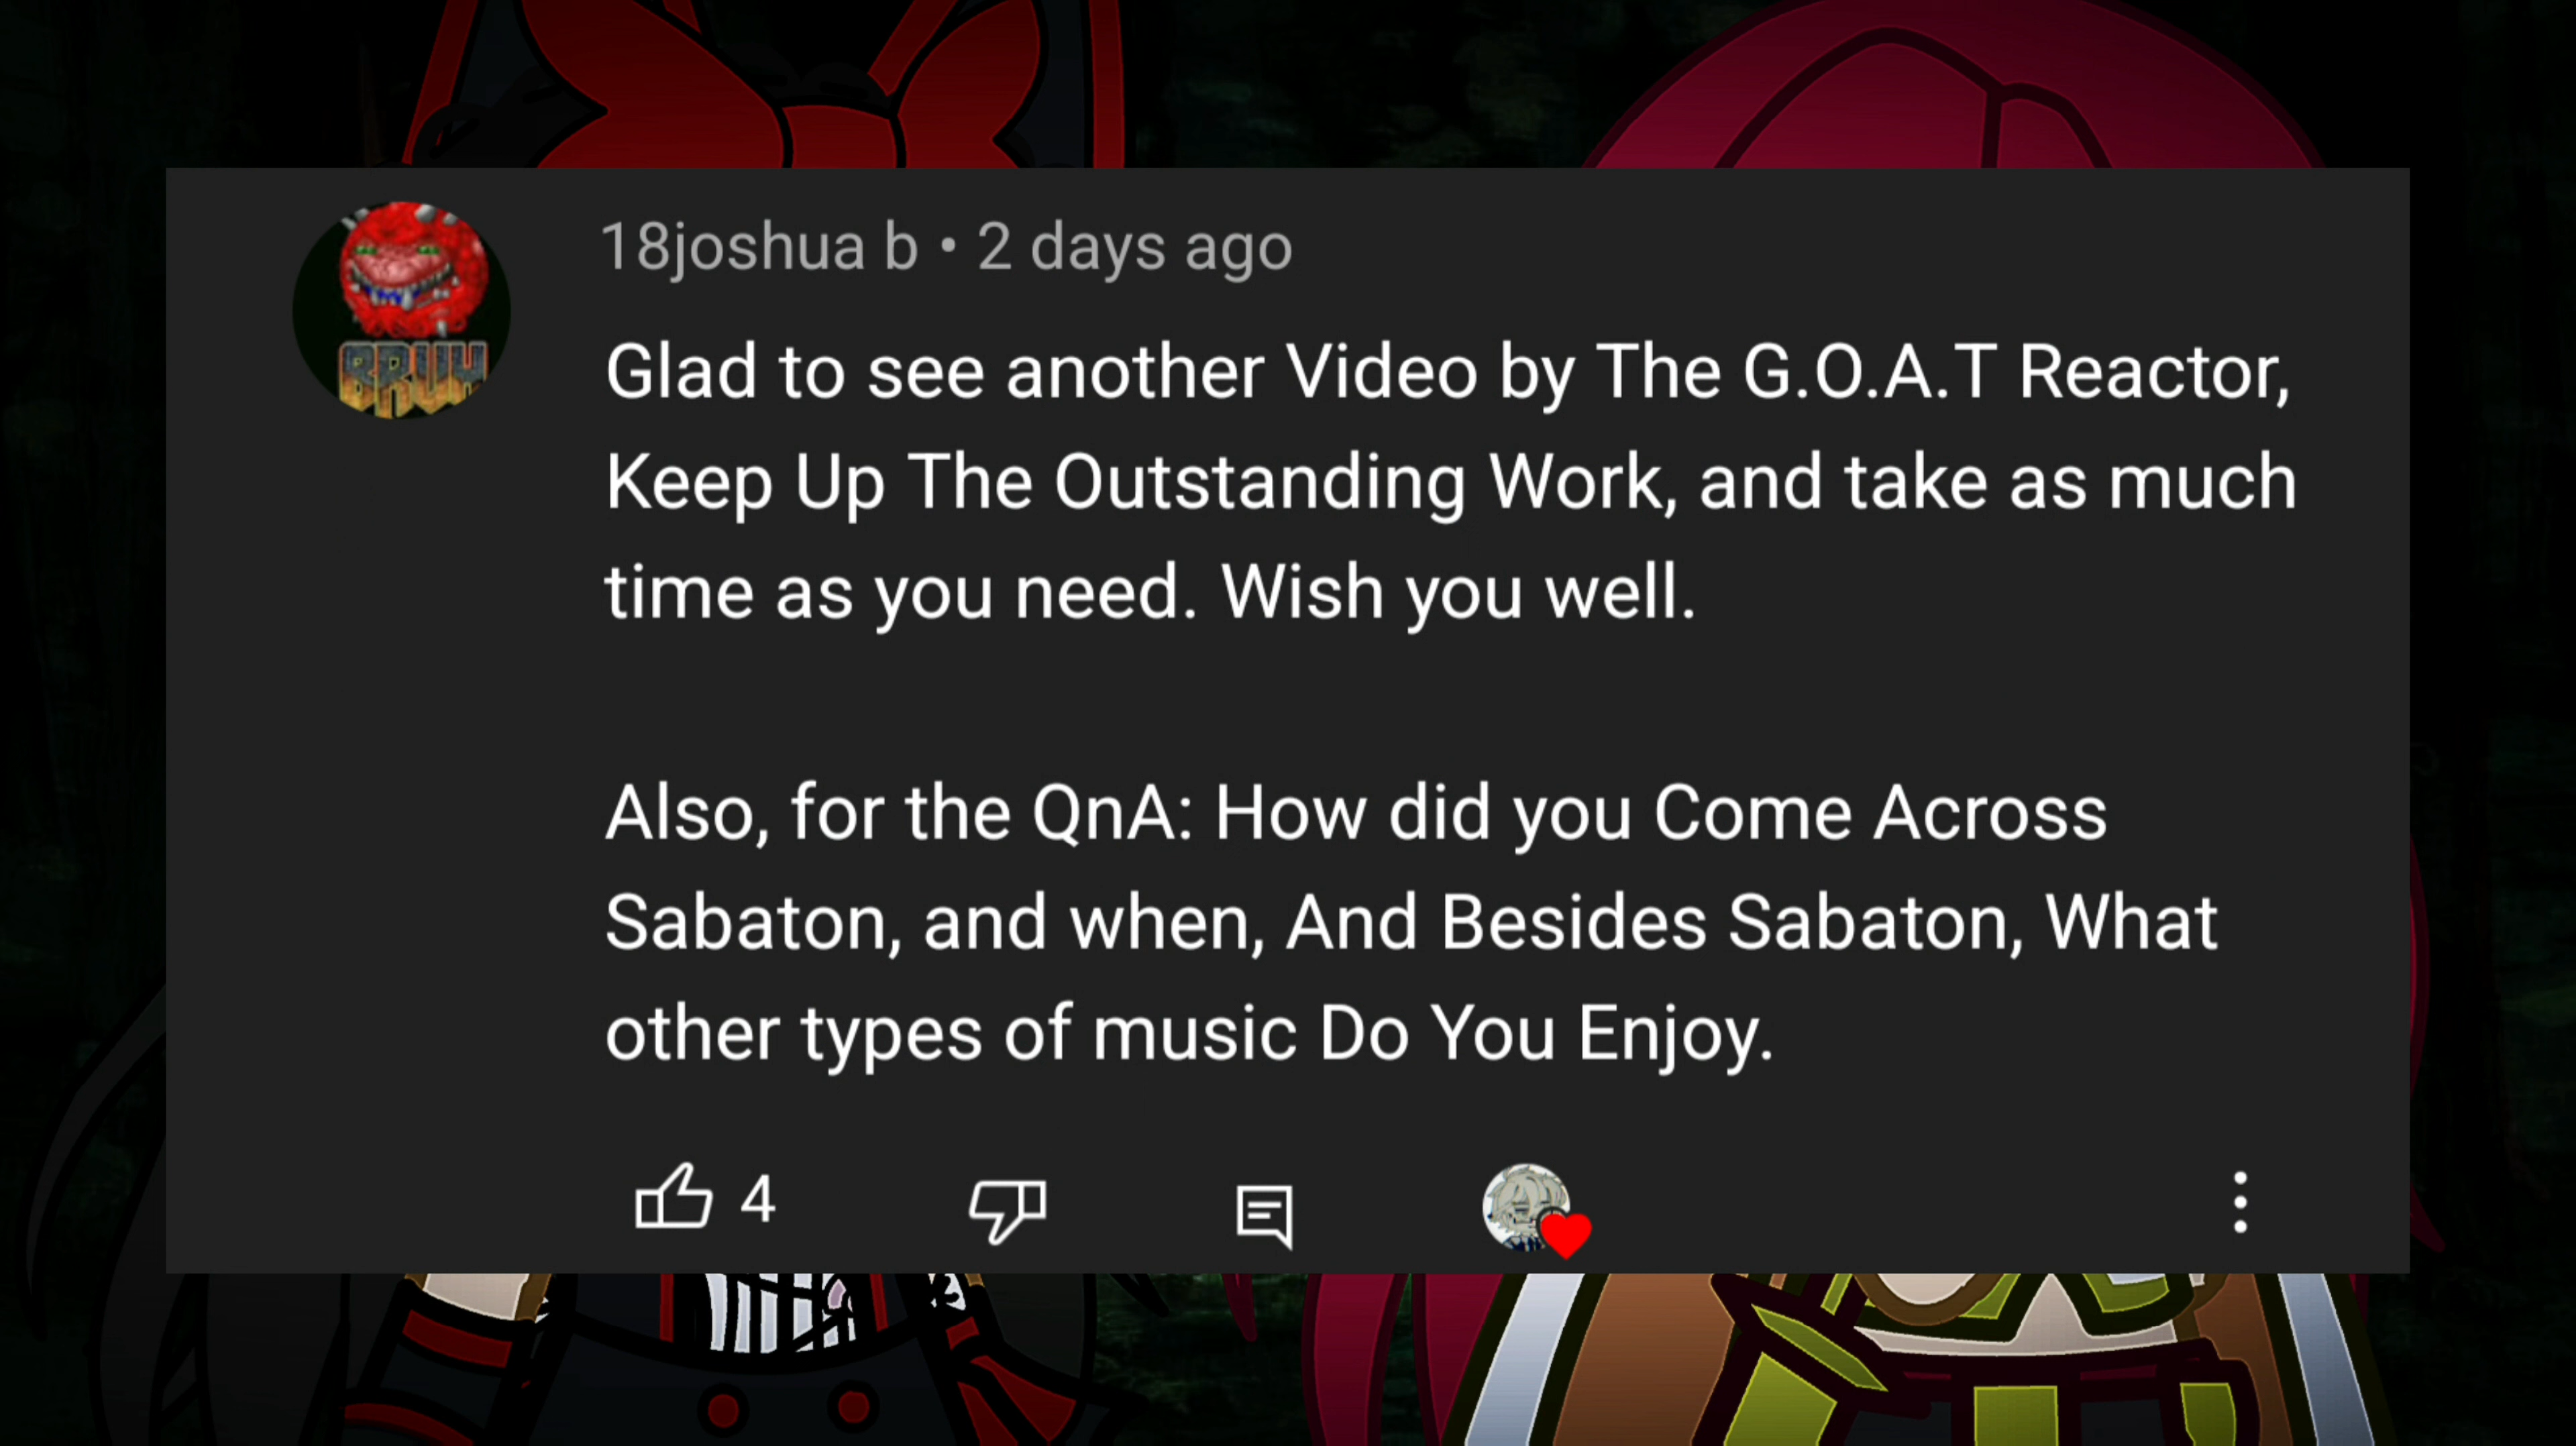 18joshua b • 2 days ago
Glad to see another Video by The G.O.A.T Reactor,
Keep Up The Outstanding Work, and take as much
time as you need. Wish you well.
Also, for the QnA: How did you Come Across
Sabaton, and when, And Besides Sabaton, What
other types of music Do You Enjoy.
4
BRUH